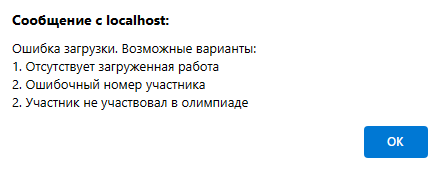 Сообщение с localhost:
Ошибка загрузки. Возможные варианты:
1. Отсутствует загруженная работа
2. Ошибочный номер участника
2. Участник не участвовал в олимпиаде
ОК